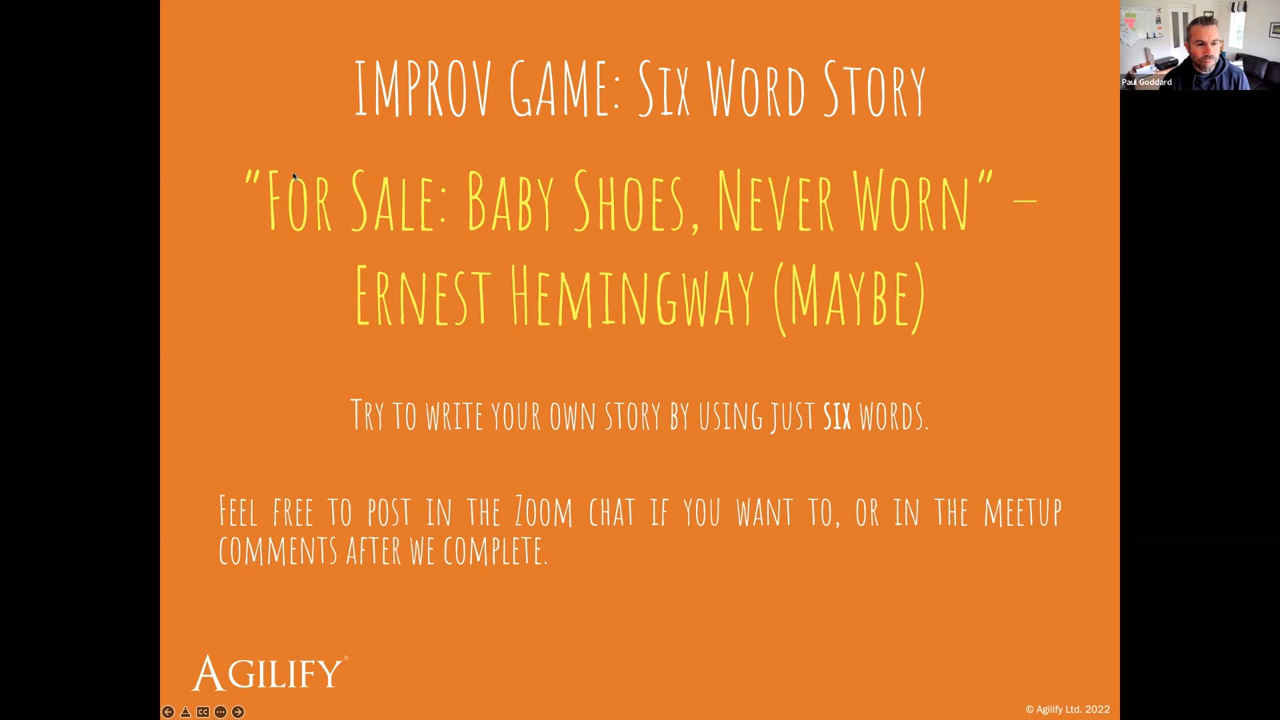 IMPROV GAME: Six Word Story
"For Sale: Baby Shoes, Never Worn" –
Ernest Hemingway (Maybe)
Try to write your own story by using just six words.
Feel free to post in the Zoom chat if you want to, or in the meetup
comments after we complete.
AGILIFY®
© Agilify Ltd. 2022
CC
Paul Goddard